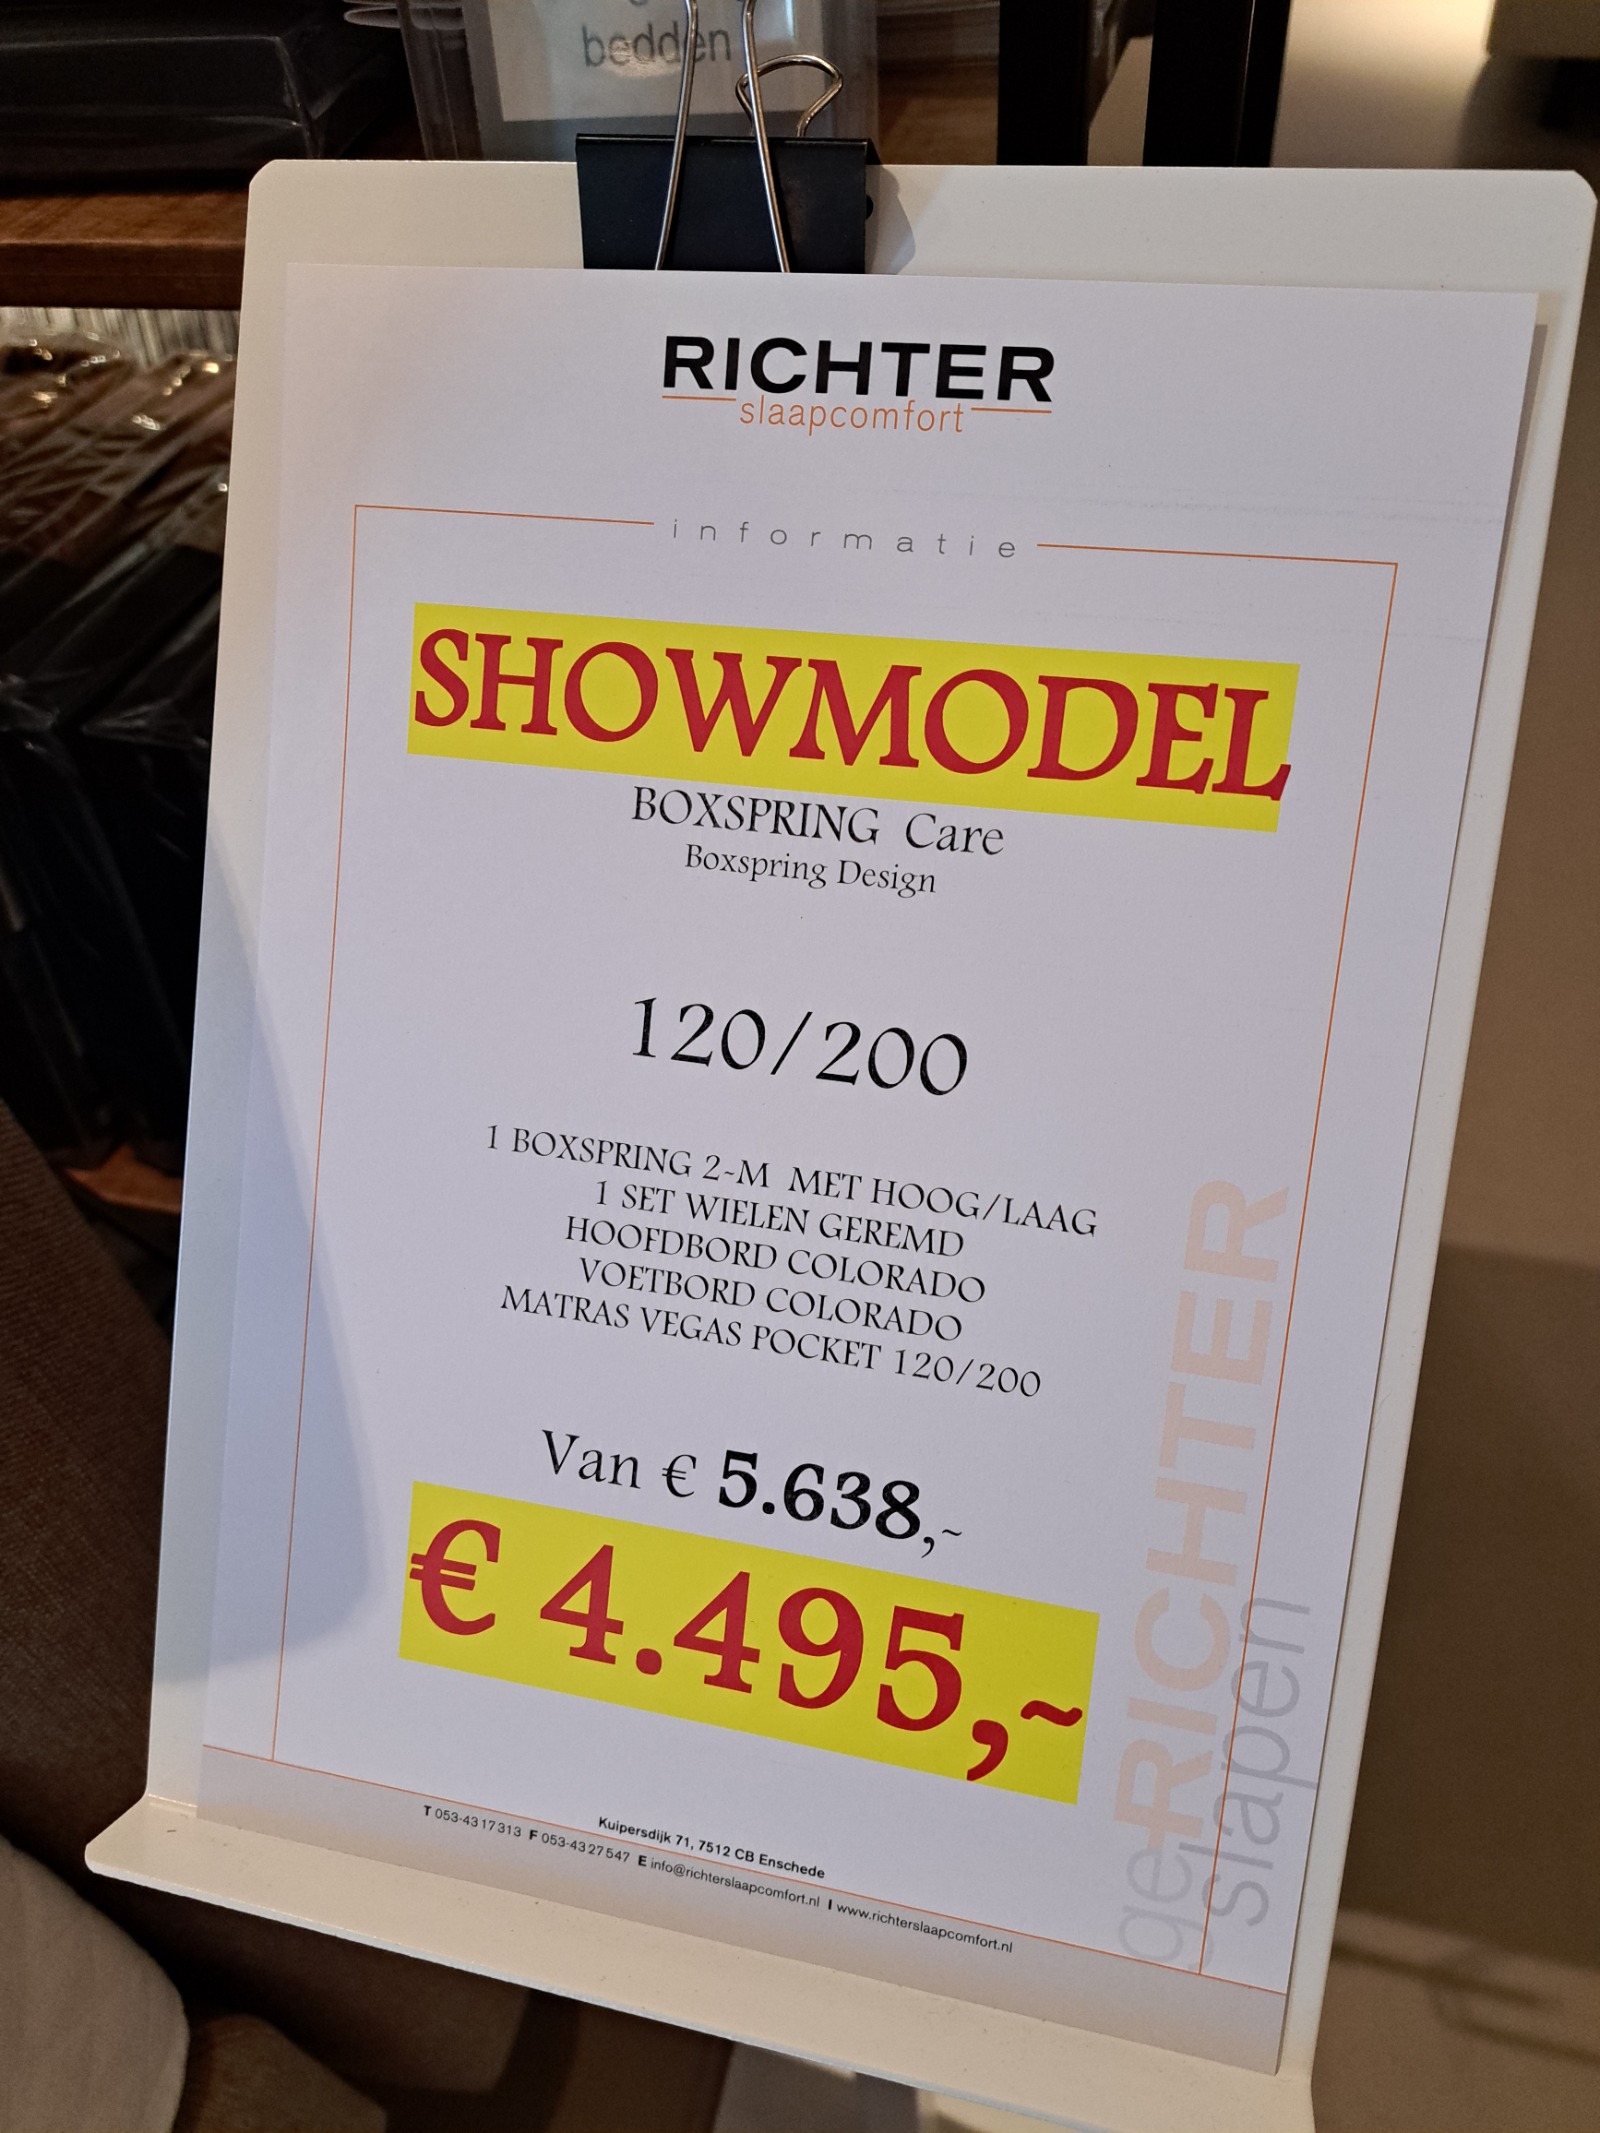 bedden
RICHTER
slaapcomfort
informatie
SHOWMODEL
BOXSPRING Care
Boxspring Design
120/200
1 BOXSPRING 2-M MET HOOG/LAAG
1 SET WIELEN GEREMD
HOOFDBORD COLORADO
VOETBORD COLORADO
MATRAS VEGAS POCKET 120/200
Van € 5.638,-
€ 4.495,-
geRICHTER
slapen
Kuipersdijk 71, 7512 CB Enschede
T 053-4317313 F 053-4327547 E info@richterslaapcomfort.nl I www.richterslaapcomfort.nl